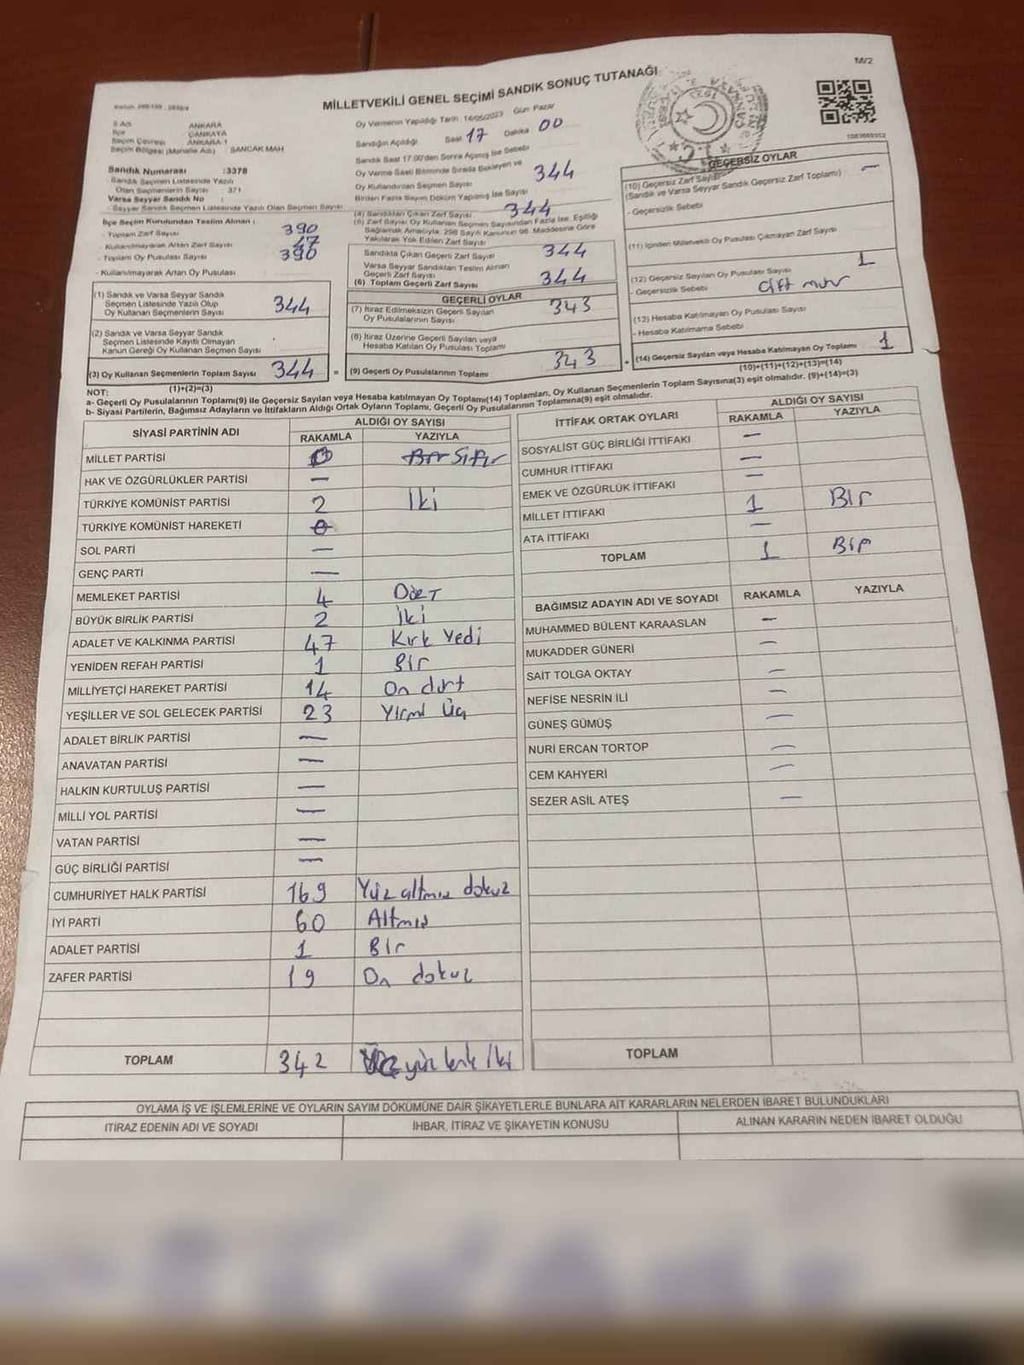 M/2
MİLLETVEKİLİ GENEL SEÇİMİ SANDIK SONUÇ TUTANAĞI
İl Adı ANKARA
İlçe ÇANKAYA
Seçim Çevresi ANKARA-1
Seçim Bölgesi (Mahalle Adı) SANCAK MAH
Sandık Numarası :3378
Sandık Seçmen Listesinde Yazılı
Olan Seçmenlerin Sayısı 371
Varsa Seyyar Sandık No :
- Seyyar Sandık Listesinde Yazılı Olan Seçmen Sayısı
İlçe Seçim Kurulundan Teslim Alınan :
- Toplam Zarf Sayısı 390
- Kullanılmayarak Artan Zarf Sayısı
- Toplam Oy Pusulası Sayısı 390
- Kullanılmayarak Artan Oy Pusulası
(1) Sandık ve Varsa Seyyar Sandık
Seçmen Listesinde Yazılı Olup
Oy Kullanan Seçmenlerin Sayısı 344
(2) Sandık ve Varsa Seyyar Sandık
Seçmen Listesinde Kayıtlı Olmayan
Kanun Gereği Oy Kullanan Seçmen Sayısı
(3) Oy Kullanan Seçmenlerin Toplam Sayısı 344 =
(1)+(2)=(3)
Oy Vermenin Yapıldığı Tarih : 14/05/2023 Gün Pazar
Sandığın Açıldığı Saat 17 Dakika 00
Sandık Saat 17.00'den Sonra Açılmış İse Sebebi
Oy Verme Saati Bitiminde Sırada Bekleyen ve
Oy Kullandırılan Seçmen Sayısı 344
Birden Fazla Seçim Döküm Yapılmış İse Sayısı
(4) Sandıktan Çıkan Zarf Sayısı 344
(5) Zarf Sayısı Oy Kullanan Seçmen Sayısından Fazla İse, Eşitliği
Sağlamak Amacıyla, 298 Sayılı Kanunun 98. Maddesine Göre
Yakılarak Yok Edilen Zarf Sayısı
Sandıkta Çıkan Geçerli Zarf Sayısı 344
Varsa Seyyar Sandıktan Teslim Alınan
Geçerli Zarf Sayısı
(6) Toplam Geçerli Zarf Sayısı 344
GEÇERLİ OYLAR
(7) İtiraz Edilmeksizin Geçerli Sayılan
Oy Pusulalarının Sayısı 343
(8) İtiraz Üzerine Geçerli Sayılan veya
Hesaba Katılan Oy Pusulası Toplamı
(9) Geçerli Oy Pusulalarının Toplamı 343 +
GEÇERSİZ OYLAR
(10) Geçersiz Zarf Sayısı —
(Sandık ve Varsa Seyyar Sandık Geçersiz Zarf Toplamı)
- Geçersizlik Sebebi
(11) İçinden Milletvekili Oy Pusulası Çıkmayan Zarf Sayısı
(12) Geçersiz Sayılan Oy Pusulası Sayısı 1
- Geçersizlik Sebebi Çift mühr
(13) Hesaba Katılmayan Oy Pusulası Sayısı
- Hesaba Katılmama Sebebi
(14) Geçersiz Sayılan veya Hesaba Katılmayan Oy Toplamı 1
(10)+(11)+(12)+(13)=(14)
NOT:
a- Geçerli Oy Pusulalarının Toplamı(9) ile Geçersiz Sayılan veya Hesaba katılmayan Oy Toplamı(14) Toplamları, Oy Kullanan Seçmenlerin Toplam Sayısına(3) eşit olmalıdır. (9)+(14)=(3)
b- Siyasi Partilerin, Bağımsız Adayların ve İttifakların Aldığı Ortak Oyların Toplamı, Geçerli Oy Pusulalarının Toplamına(9) eşit olmalıdır.
SİYASİ PARTİNİN ADI ALDIĞI OY SAYISI
RAKAMLA YAZIYLA
MİLLET PARTİSİ 0 Sıfır
HAK VE ÖZGÜRLÜKLER PARTİSİ —
TÜRKİYE KOMÜNİST PARTİSİ 2 İki
TÜRKİYE KOMÜNİST HAREKETİ 0
SOL PARTİ —
GENÇ PARTİ —
MEMLEKET PARTİSİ 4 Dört
BÜYÜK BİRLİK PARTİSİ 2 İki
ADALET VE KALKINMA PARTİSİ 47 Kırk Yedi
YENİDEN REFAH PARTİSİ 1 Bir
MİLLİYETÇİ HAREKET PARTİSİ 14 On dört
YEŞİLLER VE SOL GELECEK PARTİSİ 23 Yirmi Üç
ADALET BİRLİK PARTİSİ —
ANAVATAN PARTİSİ —
HALKIN KURTULUŞ PARTİSİ —
MİLLİ YOL PARTİSİ —
VATAN PARTİSİ —
GÜÇ BİRLİĞİ PARTİSİ —
CUMHURİYET HALK PARTİSİ 169 Yüz altmış dokuz
İYİ PARTİ 60 Altmış
ADALET PARTİSİ 1 Bir
ZAFER PARTİSİ 19 On dokuz
TOPLAM 342 Üç yüz kırk iki
İTTİFAK ORTAK OYLARI ALDIĞI OY SAYISI
RAKAMLA YAZIYLA
SOSYALİST GÜÇ BİRLİĞİ İTTİFAKI —
CUMHUR İTTİFAKI —
EMEK VE ÖZGÜRLÜK İTTİFAKI —
MİLLET İTTİFAKI 1 Bir
ATA İTTİFAKI —
TOPLAM 1 Bir
BAĞIMSIZ ADAYIN ADI VE SOYADI RAKAMLA YAZIYLA
MUHAMMED BÜLENT KARAASLAN —
MUKADDER GÜNERİ —
SAİT TOLGA OKTAY —
NEFİSE NESRİN İLİ —
GÜNEŞ GÜMÜŞ —
NURİ ERCAN TORTOP —
CEM KAHYERİ —
SEZER ASİL ATEŞ —
TOPLAM
OYLAMA İŞ VE İŞLEMLERİNE VE OYLARIN SAYIM DÖKÜMÜNE DAİR ŞİKAYETLERLE BUNLARA AİT KARARLARIN NELERDEN İBARET BULUNDUKLARI
İTİRAZ EDENİN ADI VE SOYADI İHBAR, İTİRAZ VE ŞİKAYETİN KONUSU ALINAN KARARIN NEDEN İBARET OLDUĞU